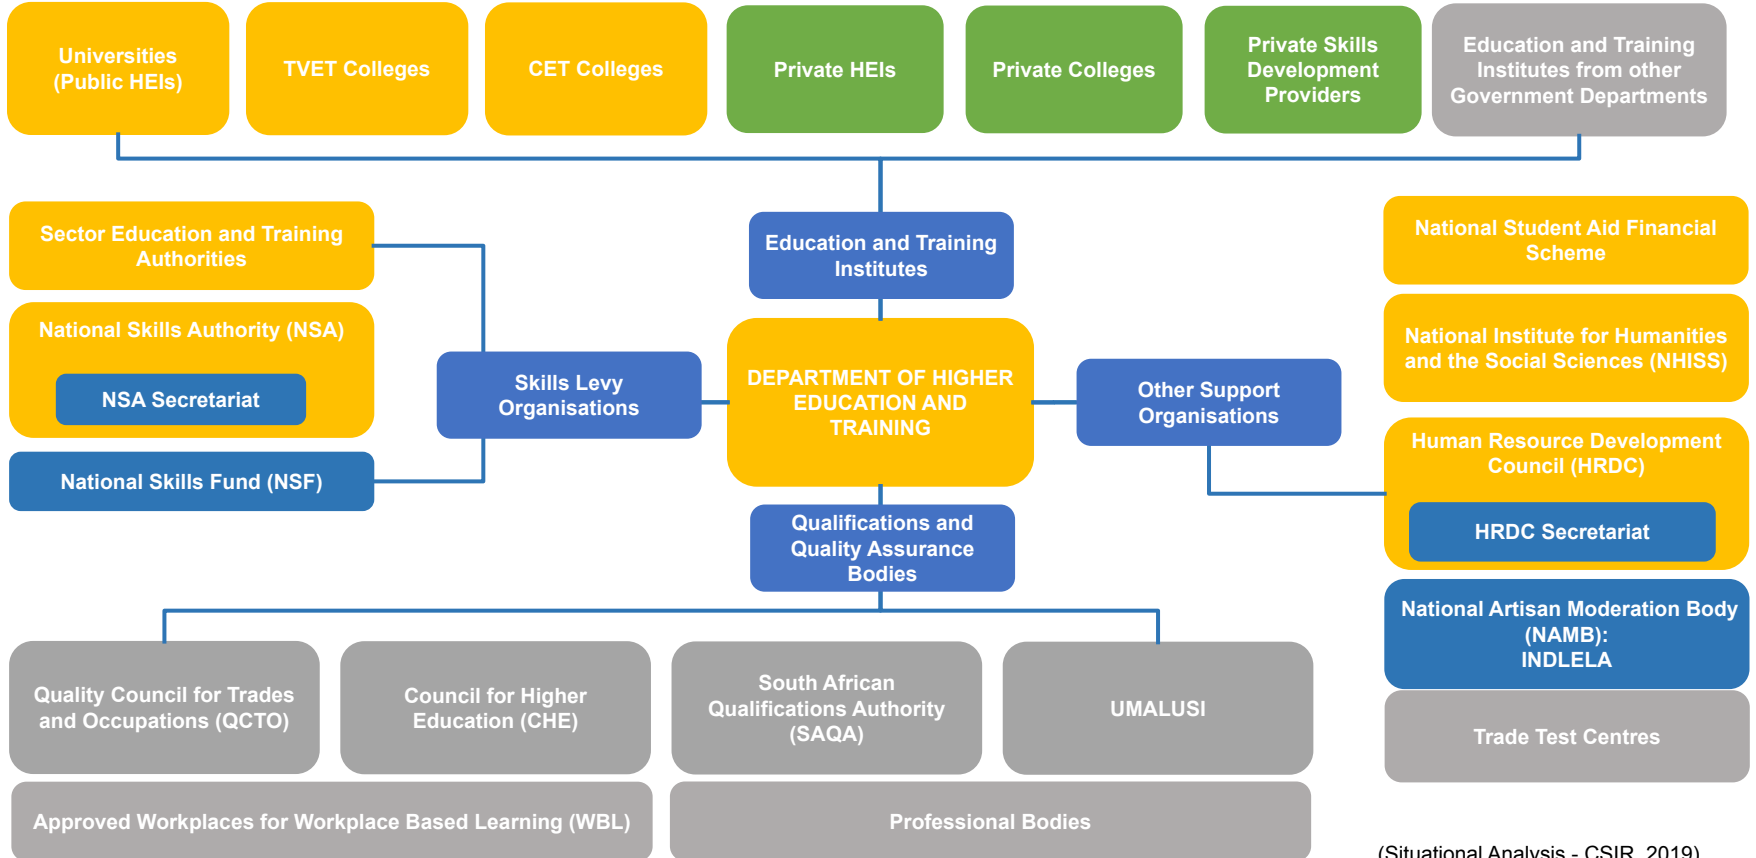 Universities
(Public HEIs)
TVET Colleges
CET Colleges
Private HEIs
Private Colleges
Private Skills
Development
Providers
Education and Training
Institutes from other
Government Departments
Sector Education and Training
Authorities
National Skills Authority (NSA)
NSA Secretariat
National Skills Fund (NSF)
Skills Levy
Organisations
Education and Training
Institutes
DEPARTMENT OF HIGHER
EDUCATION AND
TRAINING
Qualifications and
Quality Assurance
Bodies
Other Support
Organisations
National Student Aid Financial
Scheme
National Institute for Humanities
and the Social Sciences (NHISS)
Human Resource Development
Council (HRDC)
HRDC Secretariat
National Artisan Moderation Body
(NAMB):
INDLELA
Trade Test Centres
Quality Council for Trades
and Occupations (QCTO)
Council for Higher
Education (CHE)
South African
Qualifications Authority
(SAQA)
UMALUSI
Approved Workplaces for Workplace Based Learning (WBL)
Professional Bodies
(Situational Analysis - CSIR, 2019)